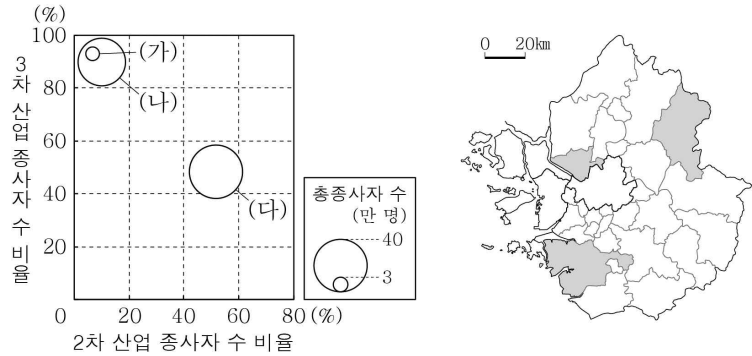 (%)
100
80
60
40
20
0
20
40
60
80 (%)
3차 산업 종사자 수 비율
2차 산업 종사자 수 비율
(가)
(나)
(다)
총종사자 수
(만 명)
40
3
0 20km